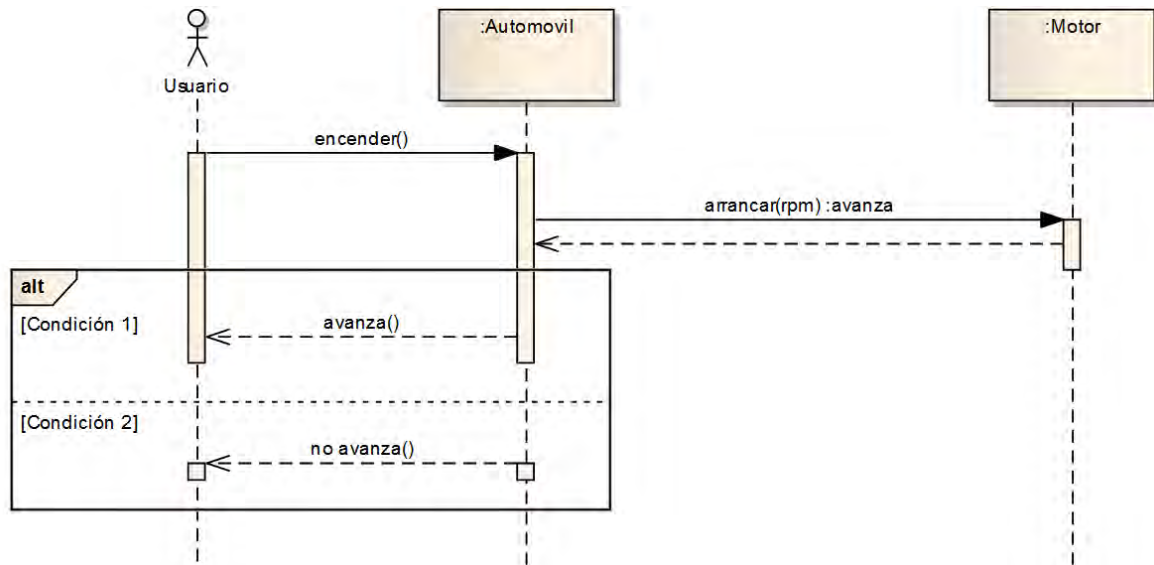 :Automovil
:Motor
Usuario
encender()
arrancar(rpm) :avanza
alt
[Condición 1]
avanza()
[Condición 2]
no avanza()